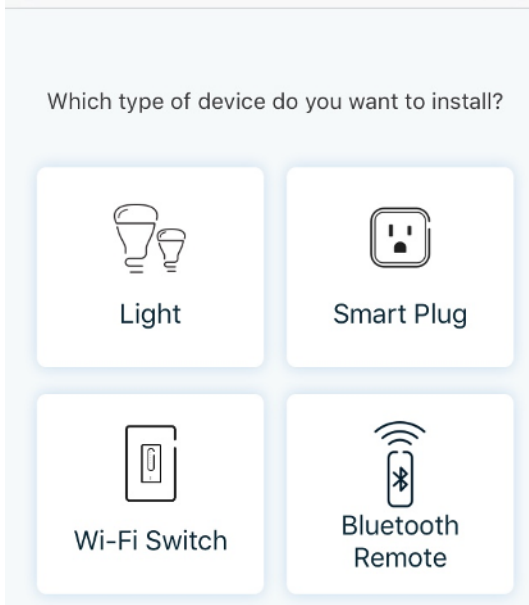 Which type of device do you want to install?
Light
Smart Plug
Wi-Fi Switch
Bluetooth
Remote